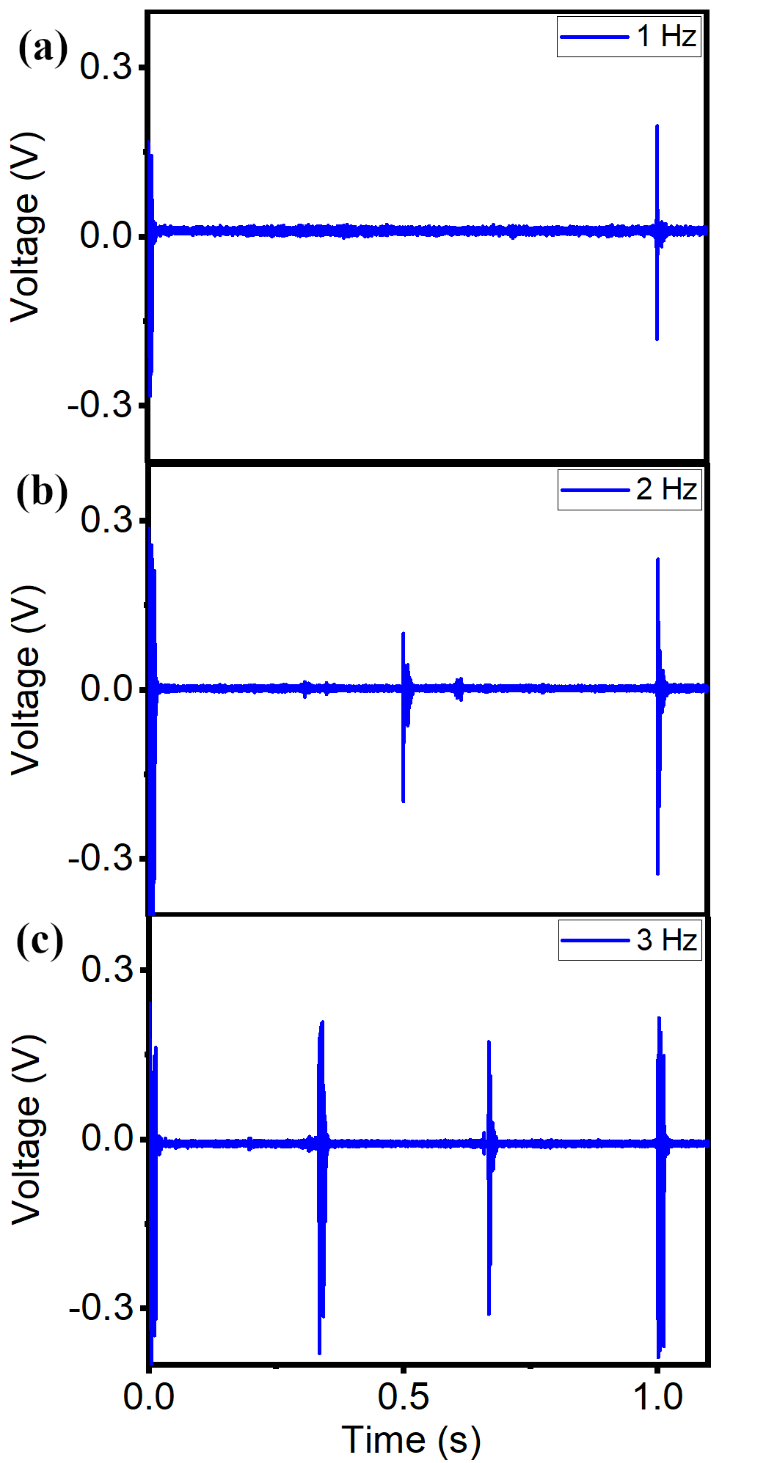 (a)
1 Hz
0.3
0.0
-0.3
Voltage (V)
(b)
2 Hz
0.3
0.0
-0.3
Voltage (V)
(c)
3 Hz
0.3
0.0
-0.3
Voltage (V)
0.0 0.5 1.0
Time (s)